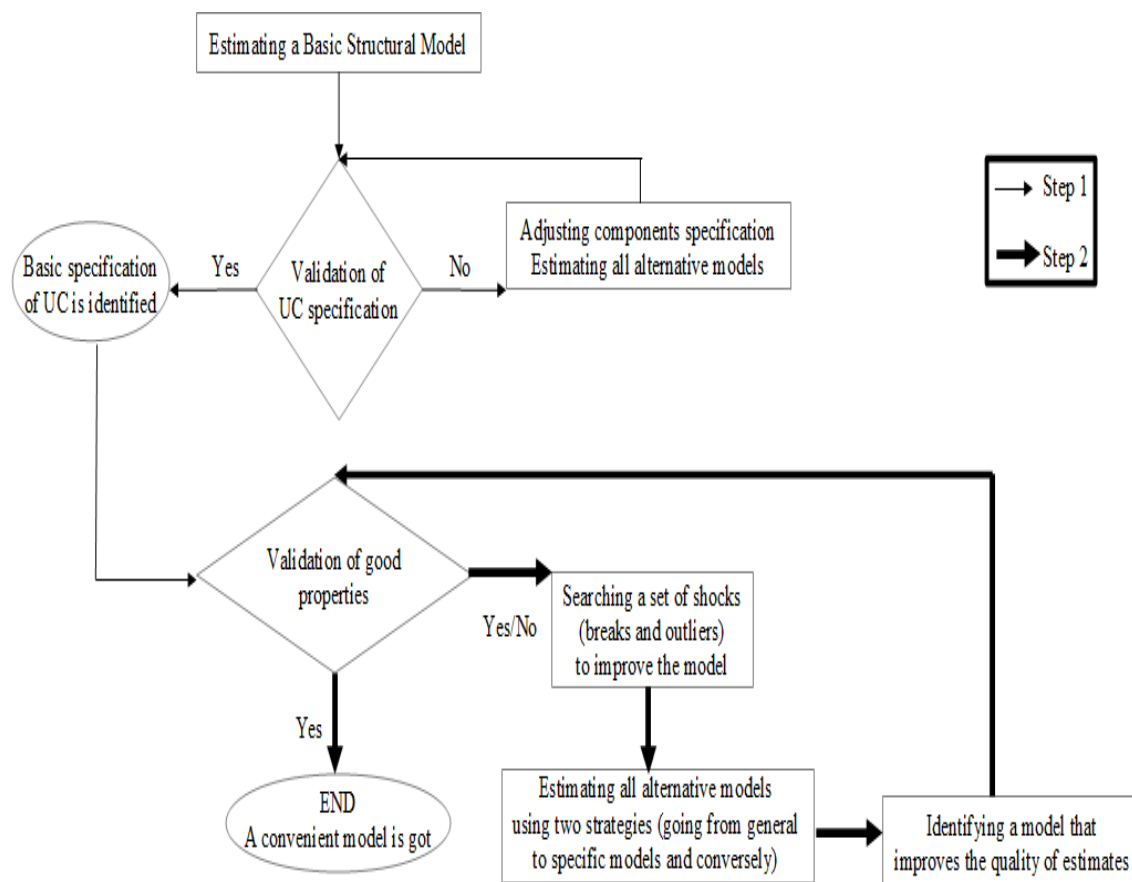 Estimating a Basic Structural Model
Adjusting components specification
Estimating all alternative models
Step 1
Step 2
Basic specification
of UC is identified
Yes
Validation of
UC specification
No
Validation of good
properties
Yes/No
Searching a set of shocks
(breaks and outliers)
to improve the model
Yes
END
A convenient model is got
Estimating all alternative models
using two strategies (going from general
to specific models and conversely)
Identifying a model that
improves the quality of estimates